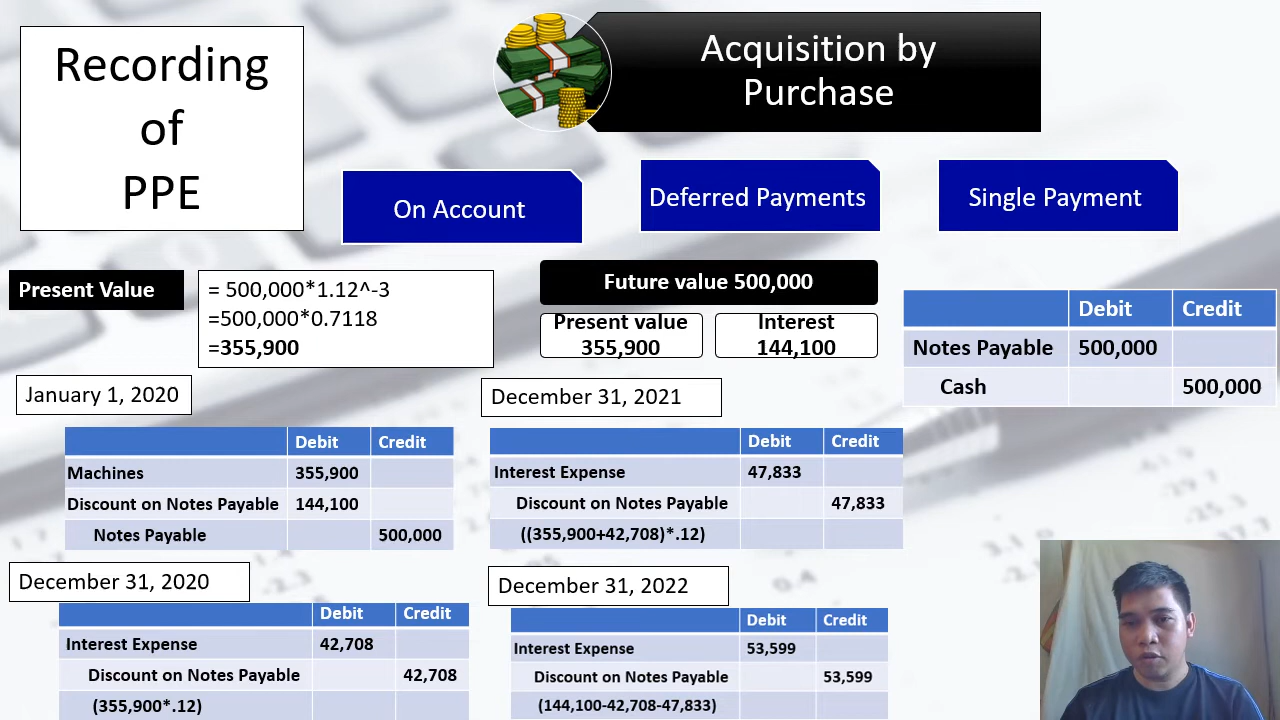 Recording
of
PPE
Acquisition by
Purchase
On Account
Deferred Payments
Single Payment
Present Value
= 500,000*1.12^-3
=500,000*0.7118
=355,900
Future value 500,000
Present value
355,900
Interest
144,100
Debit Credit
Notes Payable 500,000
Cash 500,000
January 1, 2020
Debit Credit
Machines 355,900
Discount on Notes Payable 144,100
Notes Payable 500,000
December 31, 2021
Debit Credit
Interest Expense 47,833
Discount on Notes Payable 47,833
((355,900+42,708)*.12)
December 31, 2020
Debit Credit
Interest Expense 42,708
Discount on Notes Payable 42,708
(355,900*.12)
December 31, 2022
Debit Credit
Interest Expense 53,599
Discount on Notes Payable 53,599
(144,100-42,708-47,833)